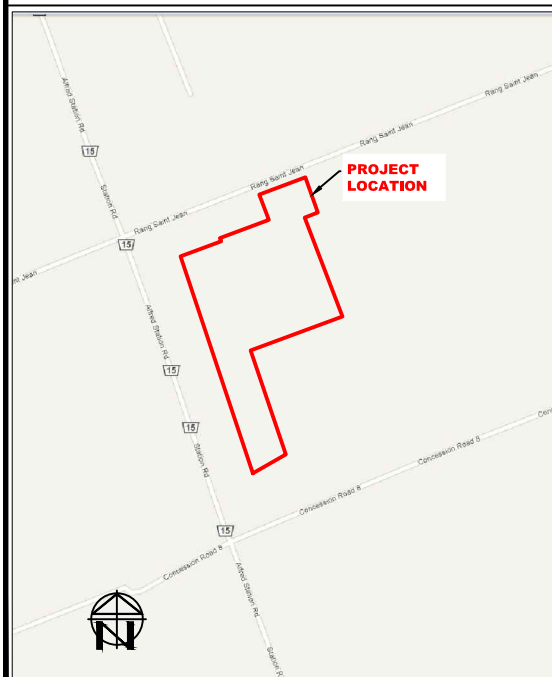 Alfred Station Rd
Rang Saint Jean
Rang Saint Jean
15
PROJECT
LOCATION
Rang Saint Jean
Station Rd
Rang Saint Jean
15
nt Jean
Alfred Station Rd
15
Concession Road 8
15
Station Rd
Concession Road 8
15
Concession Road 8
Alfred Station Rd
Station R
N